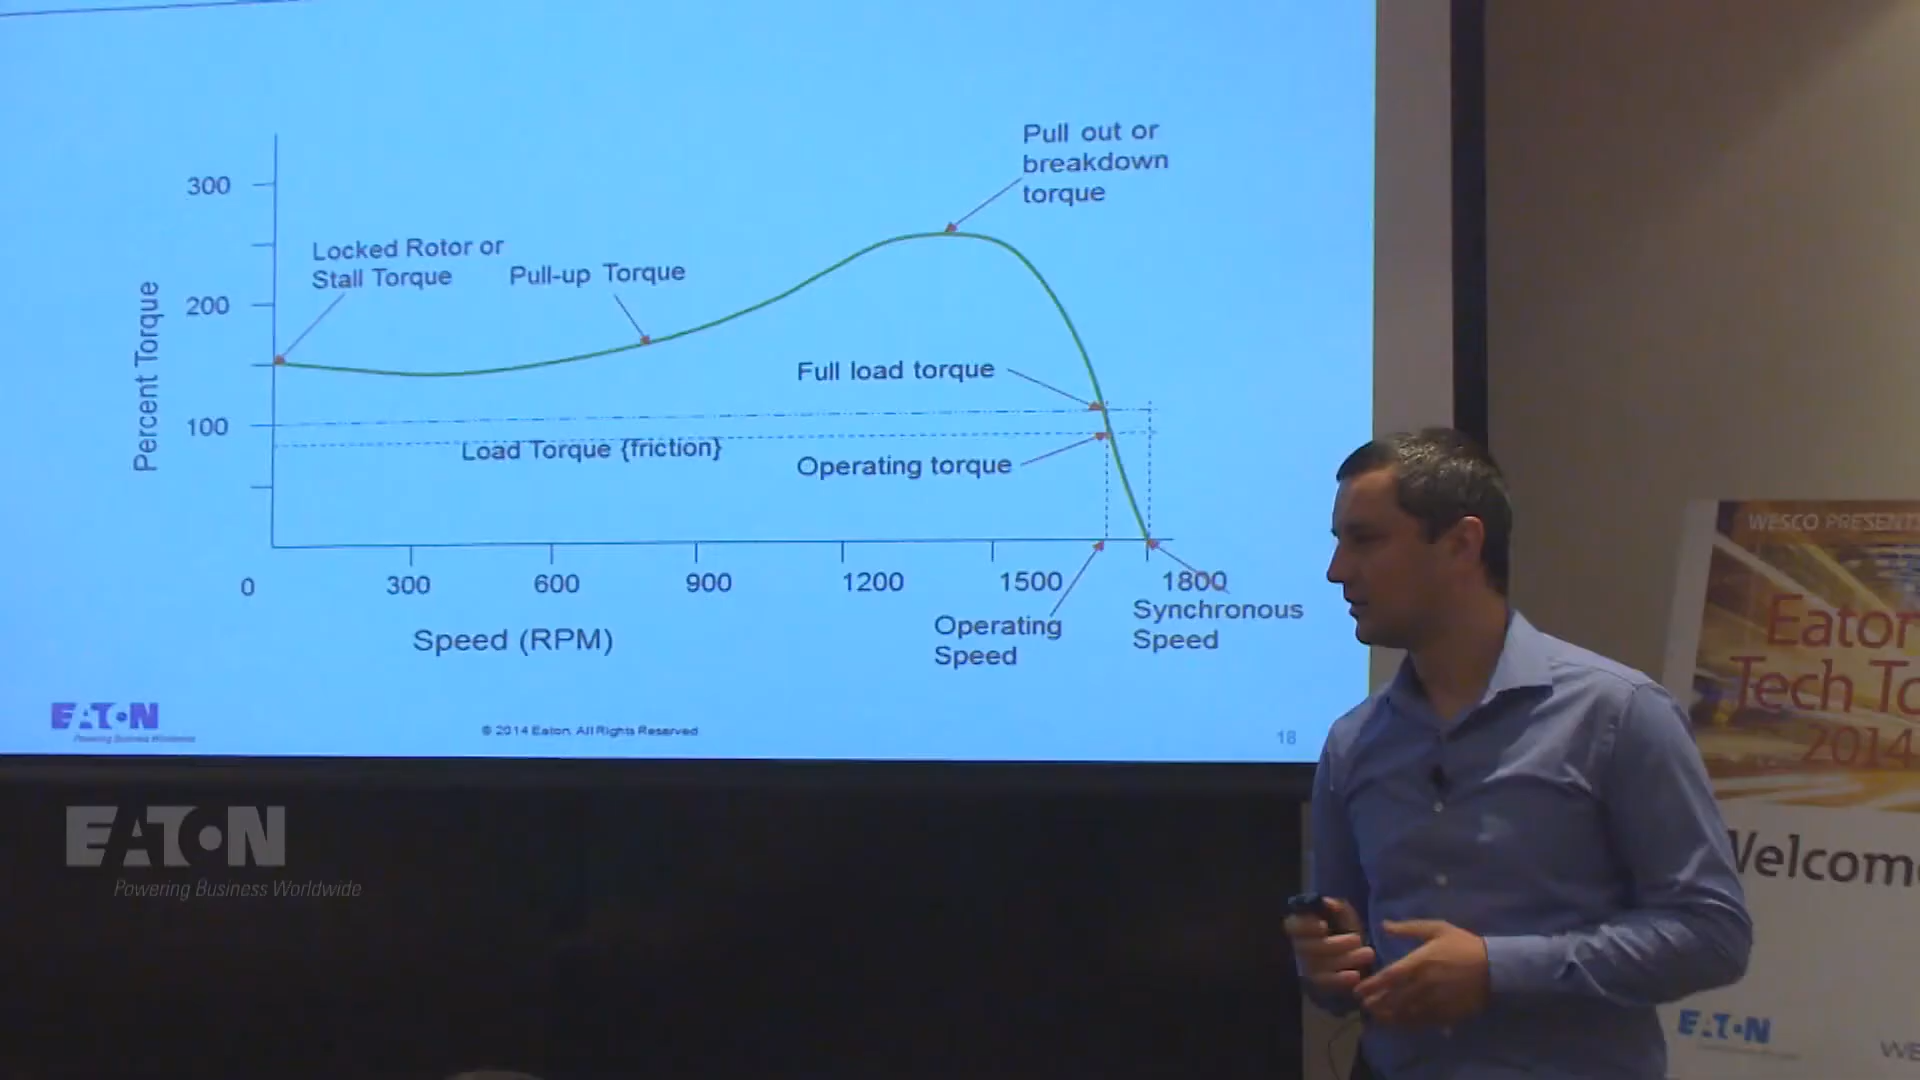 Pull out or
breakdown
torque
300
Locked Rotor or
Stall Torque
Pull-up Torque
200
Percent Torque
Full load torque
100
Load Torque {friction}
Operating torque
0
300
600
900
1200
1500
1800
Speed (RPM)
Operating
Speed
Synchronous
Speed
EATON
Powering Business Worldwide
© 2014 Eaton. All Rights Reserved
18
EATON
Powering Business Worldwide
WESCO PRESENT
Eaton
Tech To
2014
Welcom
EATON
WE